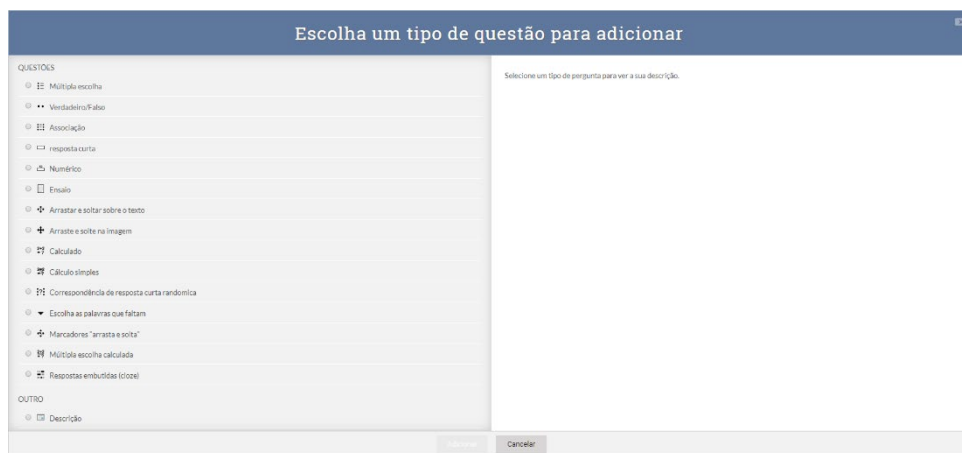 Escolha um tipo de questão para adicionar
QUESTÕES
Múltipla escolha
Verdadeiro/Falso
Associação
resposta curta
Numérico
Ensaio
Arrastar e soltar sobre o texto
Arraste e solte na imagem
Calculado
Cálculo simples
Correspondência de resposta curta randomica
Escolha as palavras que faltam
Marcadores "arrasta e solta"
Múltipla escolha calculada
Respostas embutidas (cloze)
OUTRO
Descrição
Selecione um tipo de pergunta para ver a sua descrição.
Adicionar
Cancelar